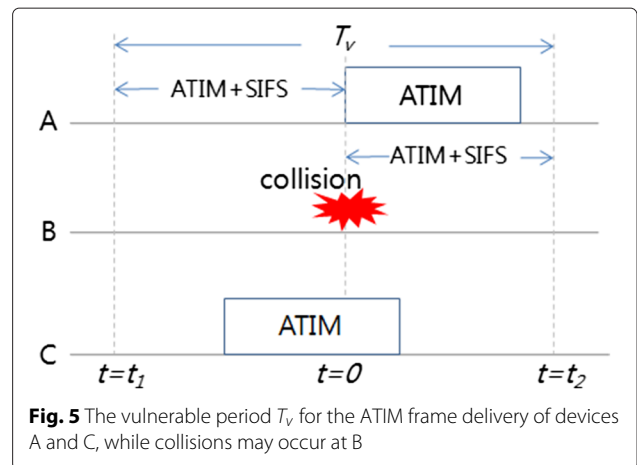 T_v
ATIM+SIFS
ATIM
A
ATIM+SIFS
collision
B
ATIM
C
t=t_1
t=0
t=t_2
Fig. 5 The vulnerable period T_v for the ATIM frame delivery of devices
A and C, while collisions may occur at B